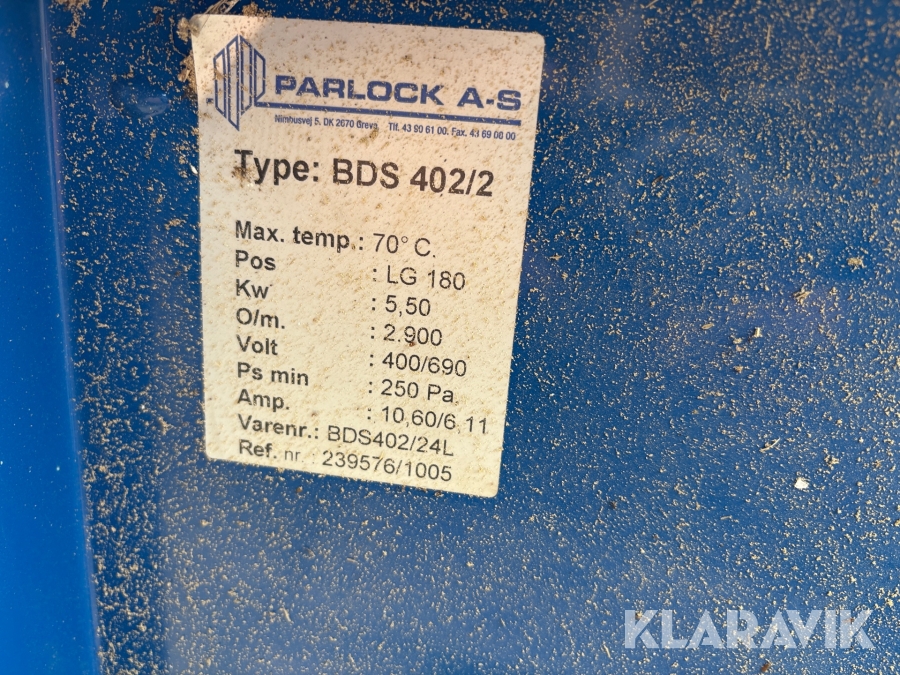 PARLOCK A-S
Nimbusvej 5. DK 2670 Greve Tlf. 43 90 61 00. Fax. 43 69 00 00
Type: BDS 402/2
Max. temp.: 70° C.
Pos : LG 180
Kw : 5,50
O/m. : 2.900
Volt : 400/690
Ps min : 250 Pa.
Amp. : 10,60/6,11
Varenr.: BDS402/24L
Ref. nr. : 239576/1005
KLARAVIK